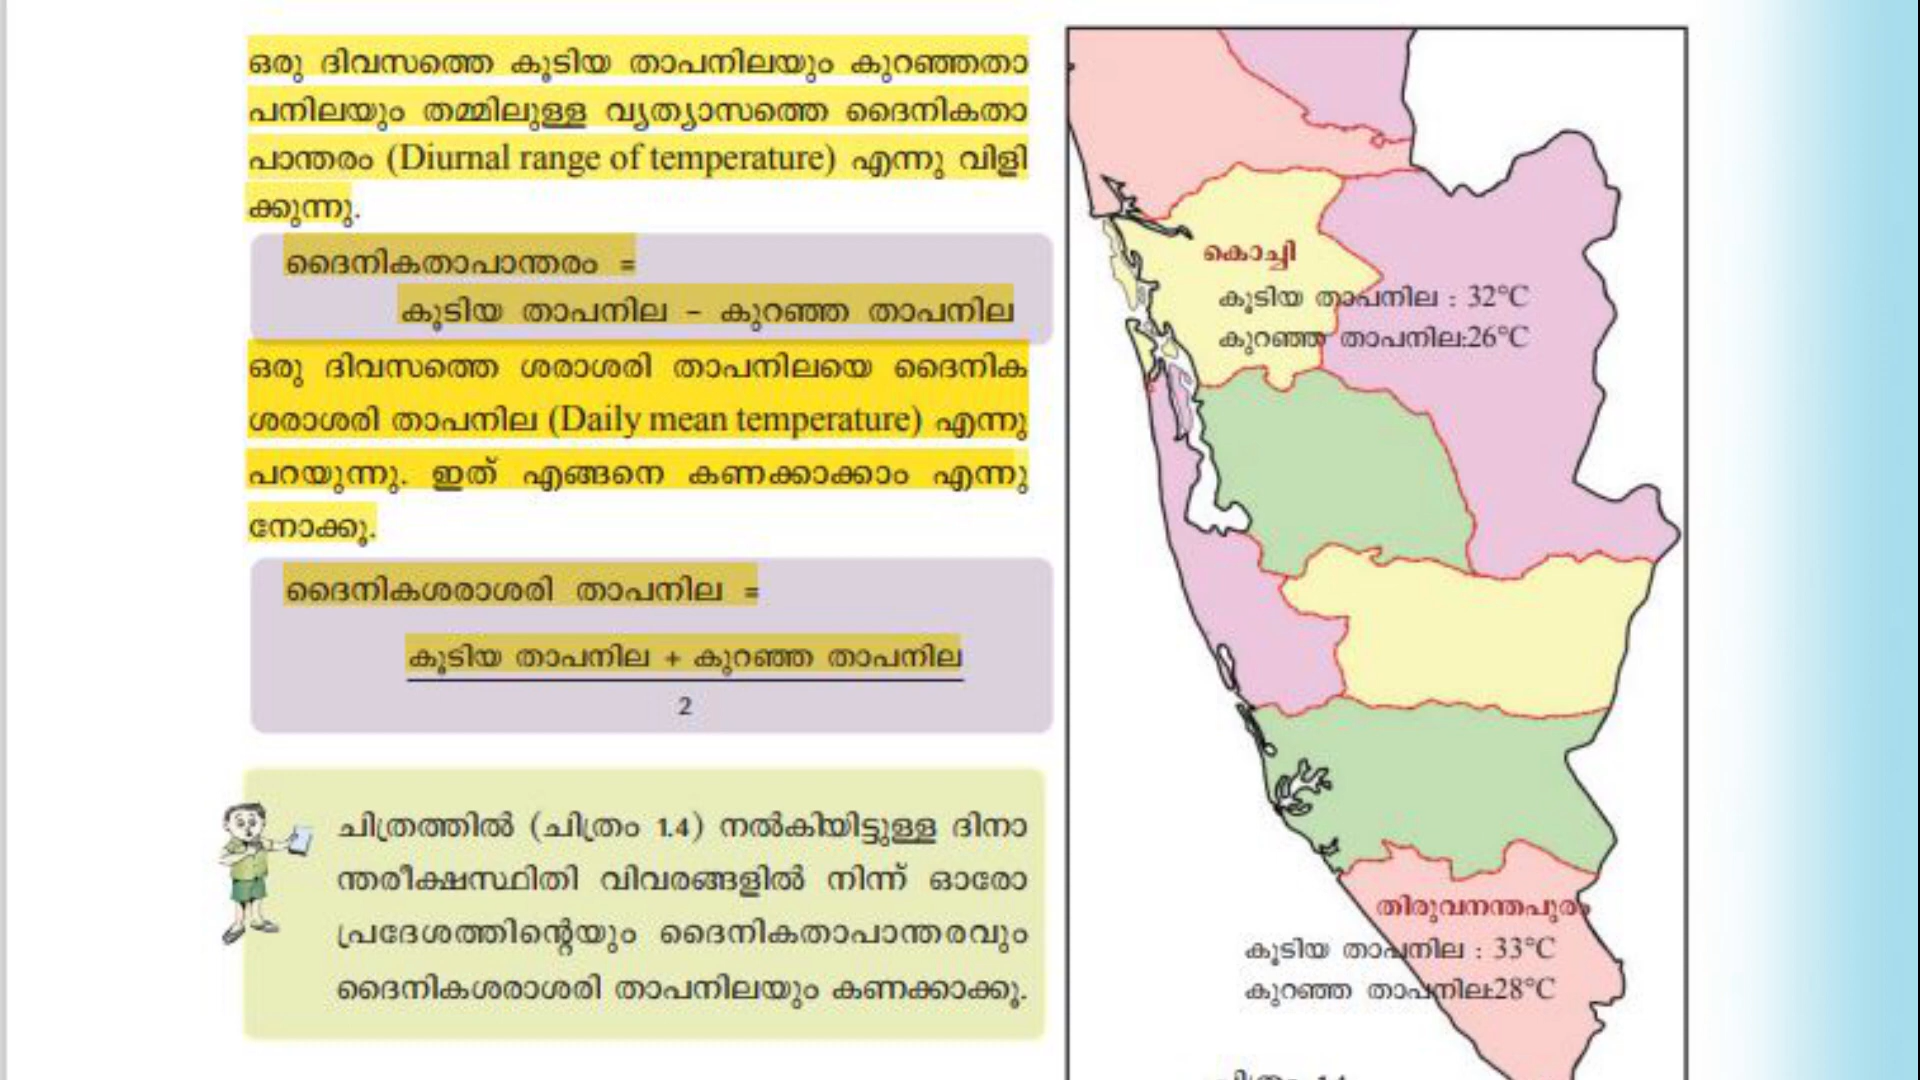 ഒരു ദിവസത്തെ കൂടിയ താപനിലയും കുറഞ്ഞതാ
പനിലയും തമ്മിലുള്ള വ്യത്യാസത്തെ ദൈനികതാ
പാന്തരം (Diurnal range of temperature) എന്നു വിളി
ക്കുന്നു.
ദൈനികതാപാന്തരം =
കൂടിയ താപനില - കുറഞ്ഞ താപനില
ഒരു ദിവസത്തെ ശരാശരി താപനിലയെ ദൈനിക
ശരാശരി താപനില (Daily mean temperature) എന്നു
പറയുന്നു. ഇത് എങ്ങനെ കണക്കാക്കാം എന്നു
നോക്കൂ.
ദൈനികശരാശരി താപനില =
കൂടിയ താപനില + കുറഞ്ഞ താപനില
2
ചിത്രത്തിൽ (ചിത്രം 1.4) നൽകിയിട്ടുള്ള ദിനാ
ന്തരീക്ഷസ്ഥിതി വിവരങ്ങളിൽ നിന്ന് ഓരോ
പ്രദേശത്തിന്റെയും ദൈനികതാപാന്തരവും
ദൈനികശരാശരി താപനിലയും കണക്കാക്കൂ.
കൊച്ചി
കൂടിയ താപനില : 32°C
കുറഞ്ഞ താപനില:26°C
തിരുവനന്തപുരം
കൂടിയ താപനില : 33°C
കുറഞ്ഞ താപനില:28°C